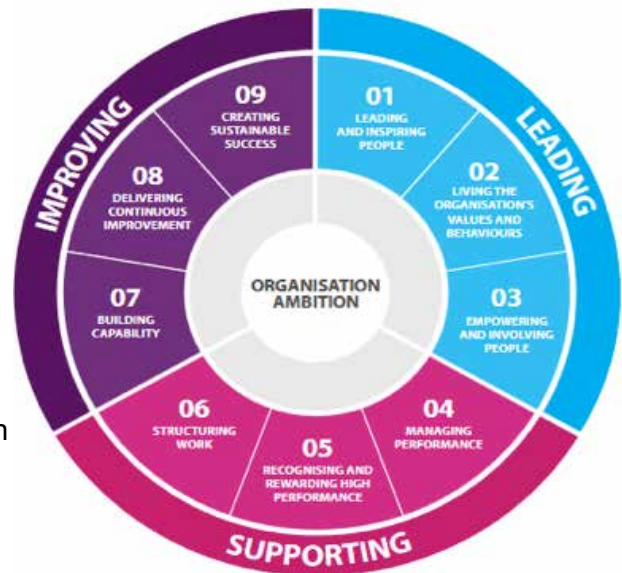 IMPROVING
LEADING
SUPPORTING
01
LEADING
AND INSPIRING
PEOPLE
02
LIVING THE
ORGANISATION'S
VALUES AND
BEHAVIOURS
03
EMPOWERING
AND INVOLVING
PEOPLE
04
MANAGING
PERFORMANCE
05
RECOGNISING AND
REWARDING HIGH
PERFORMANCE
06
STRUCTURING
WORK
07
BUILDING
CAPABILITY
08
DELIVERING
CONTINUOUS
IMPROVEMENT
09
CREATING
SUSTAINABLE
SUCCESS
ORGANISATION
AMBITION